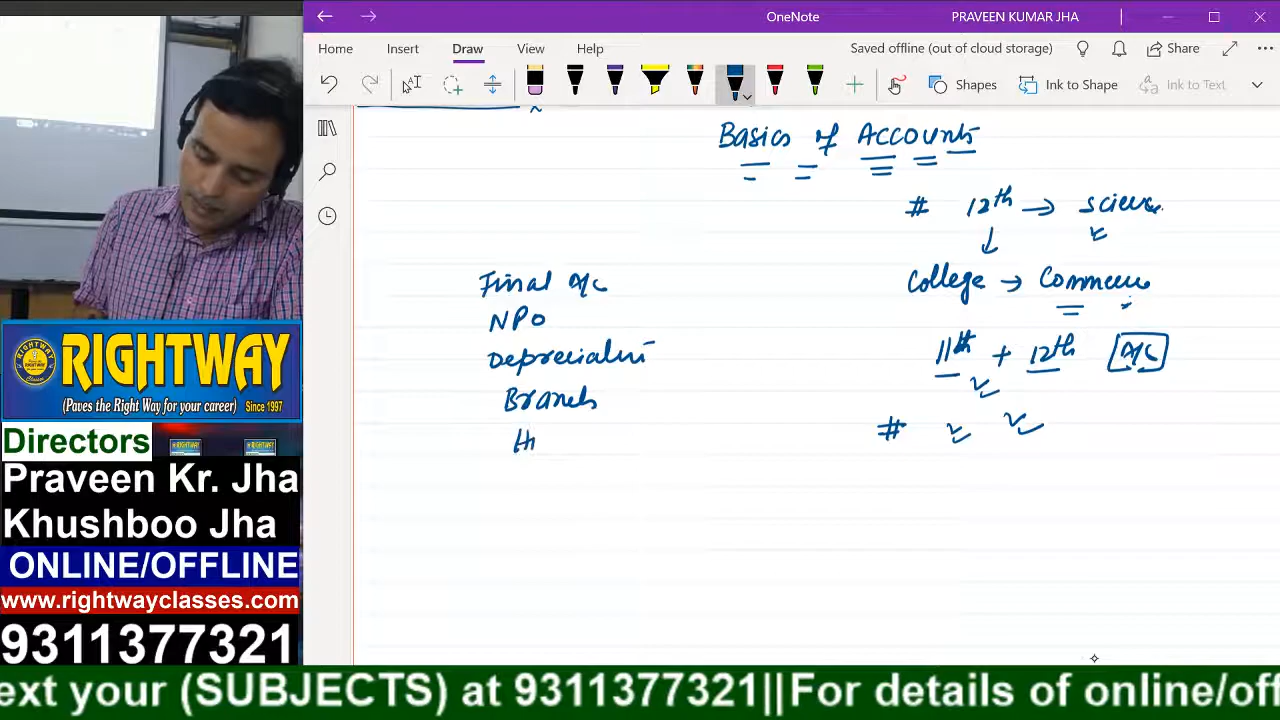 OneNote
PRAVEEN KUMAR JHA
Home Insert Draw View Help
Saved offline (out of cloud storage)
Share
Shapes
Ink to Shape
Ink to Text
Basics of Accounts
# 12th → science
College → Commerce
11th + 12th A/c
#
Final A/c
NPO
Depreciation
Branch
H
RIGHTWAY
(Paves the Right Way for your career) Since 1997
Directors
Praveen Kr. Jha
Khushboo Jha
ONLINE/OFFLINE
www.rightwayclasses.com
9311377321
ext your (SUBJECTS) at 9311377321||For details of online/off